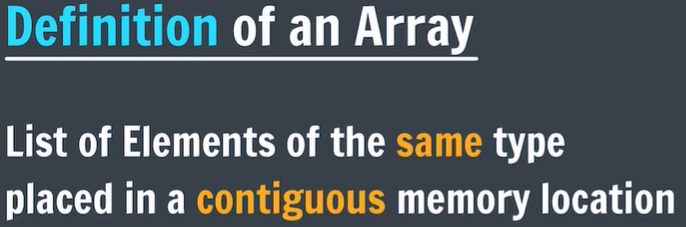 Definition of an Array
List of Elements of the same type
placed in a contiguous memory location